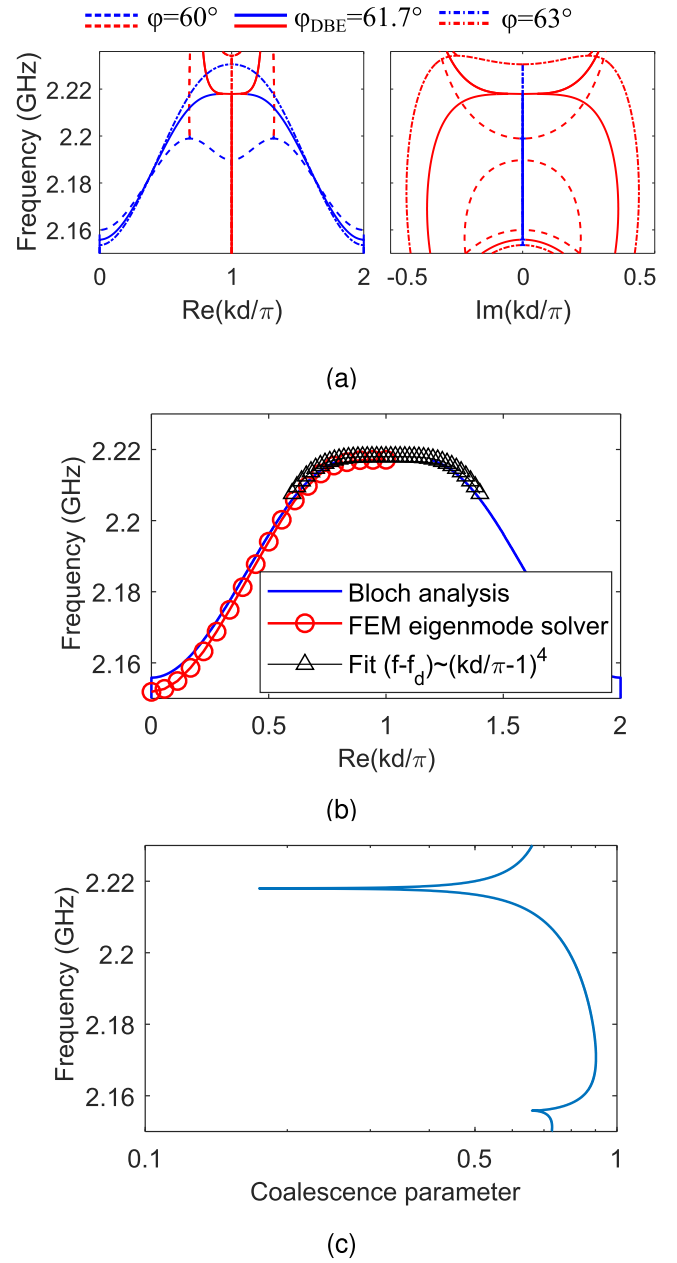 φ=60° φDBE=61.7° φ=63°
Frequency (GHz)
2.22
2.2
2.18
2.16
0 1 2 -0.5 0 0.5
Re(kd/π) Im(kd/π)
(a)
Frequency (GHz)
2.22
2.2
2.18
2.16
Bloch analysis
FEM eigenmode solver
Fit (f-fd)~(kd/π-1)4
0 0.5 1 1.5 2
Re(kd/π)
(b)
Frequency (GHz)
2.22
2.2
2.18
2.16
0.1 0.5 1
Coalescence parameter
(c)